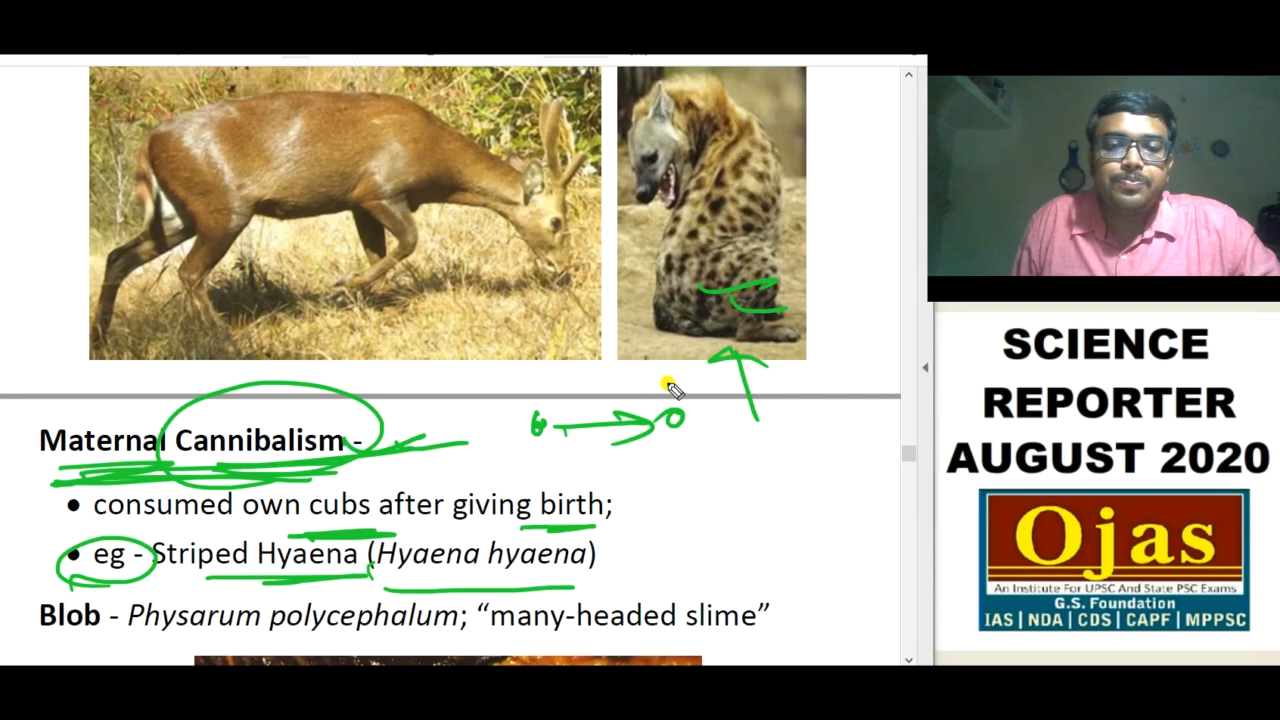 Maternal Cannibalism -
• consumed own cubs after giving birth;
• eg - Striped Hyaena (Hyaena hyaena)
Blob - Physarum polycephalum; “many-headed slime”
SCIENCE
REPORTER
AUGUST 2020
Ojas
An Institute For UPSC And State PSC Exams
G.S. Foundation
IAS | NDA | CDS | CAPF | MPPSC